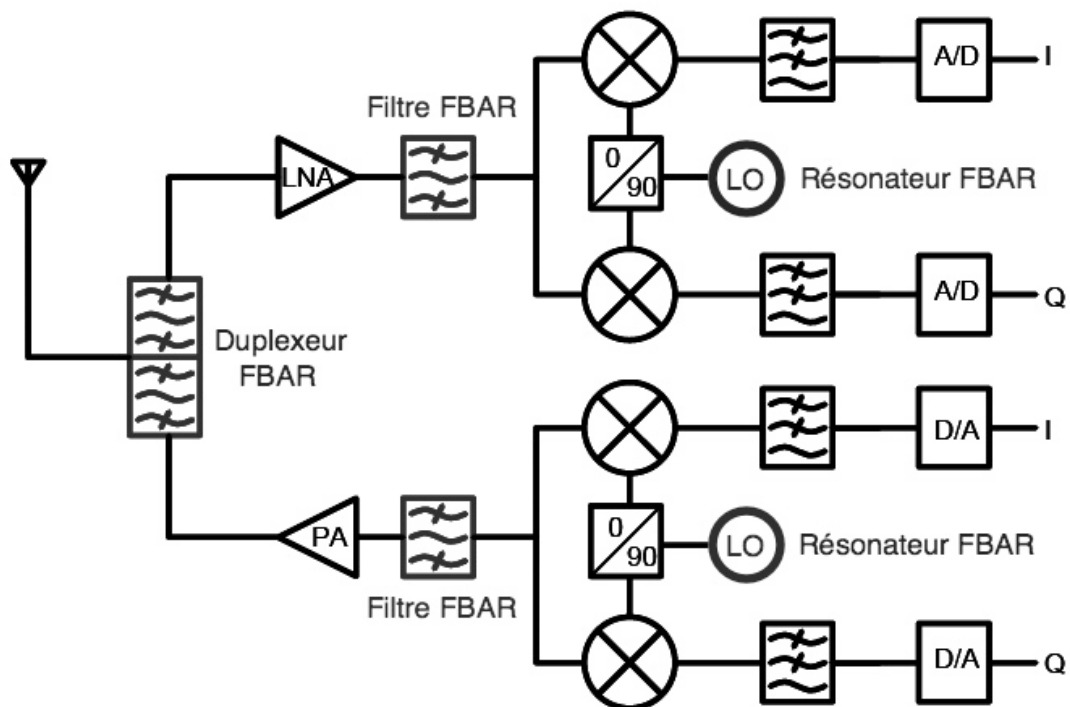 A/D I
Filtre FBAR
LNA
0
90
LO Résonateur FBAR
A/D Q
Duplexeur
FBAR
D/A I
PA
0
90
LO Résonateur FBAR
Filtre FBAR
D/A Q